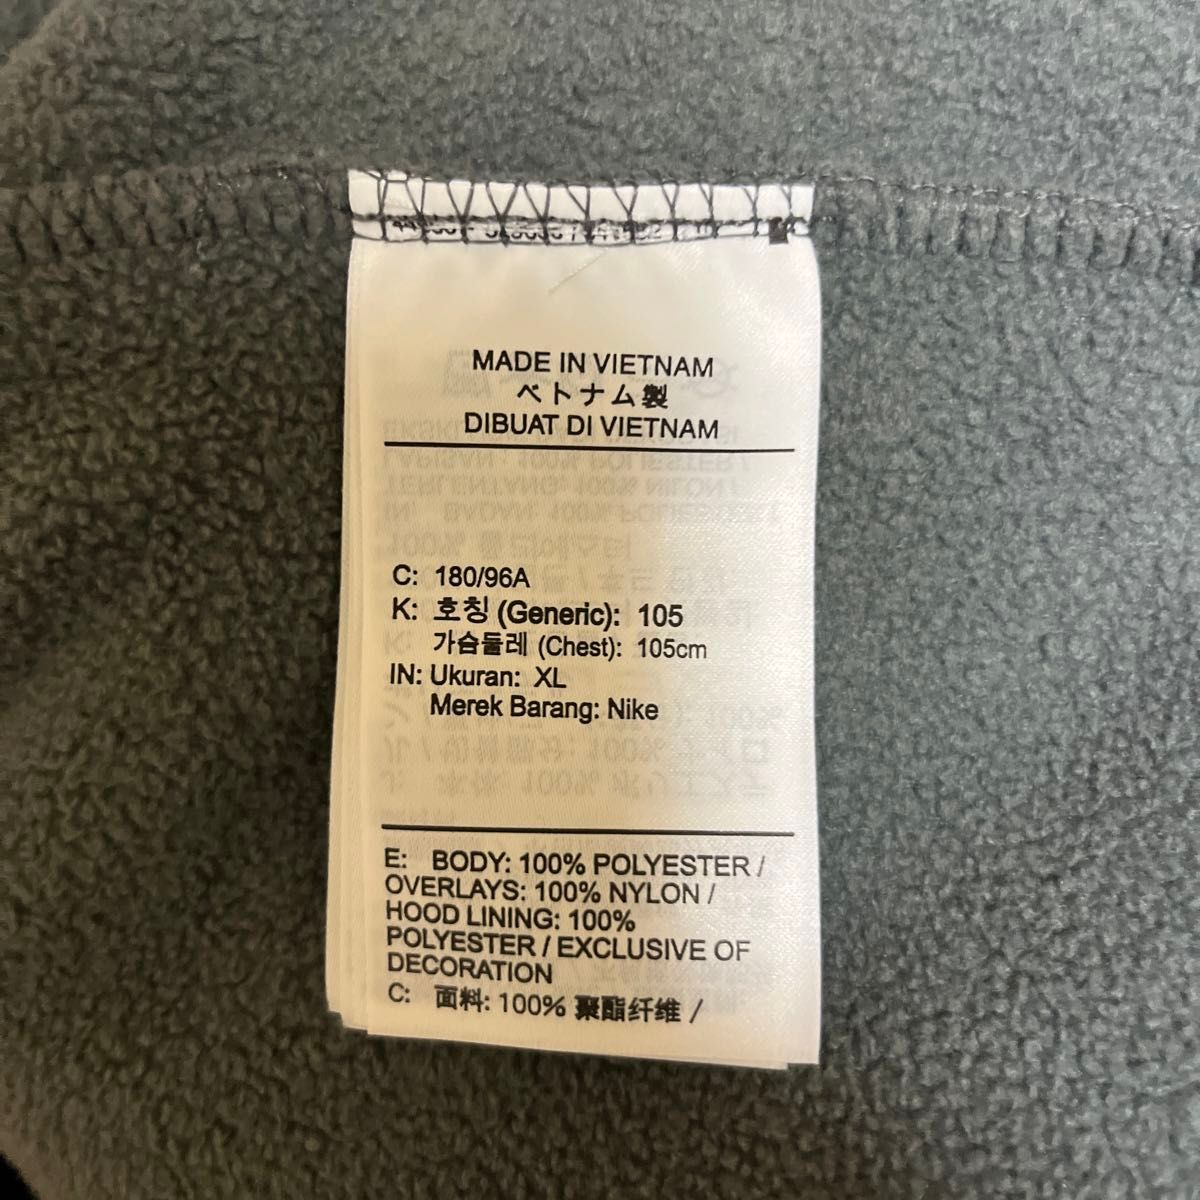 MADE IN VIETNAM
ベトナム製
DIBUAT DI VIETNAM
C: 180/96A
K: 호칭 (Generic): 105
가슴둘레 (Chest): 105cm
IN: Ukuran: XL
Merek Barang: Nike
E: BODY: 100% POLYESTER /
OVERLAYS: 100% NYLON /
HOOD LINING: 100%
POLYESTER / EXCLUSIVE OF
DECORATION
C: 面料: 100% 聚酯纤维 /